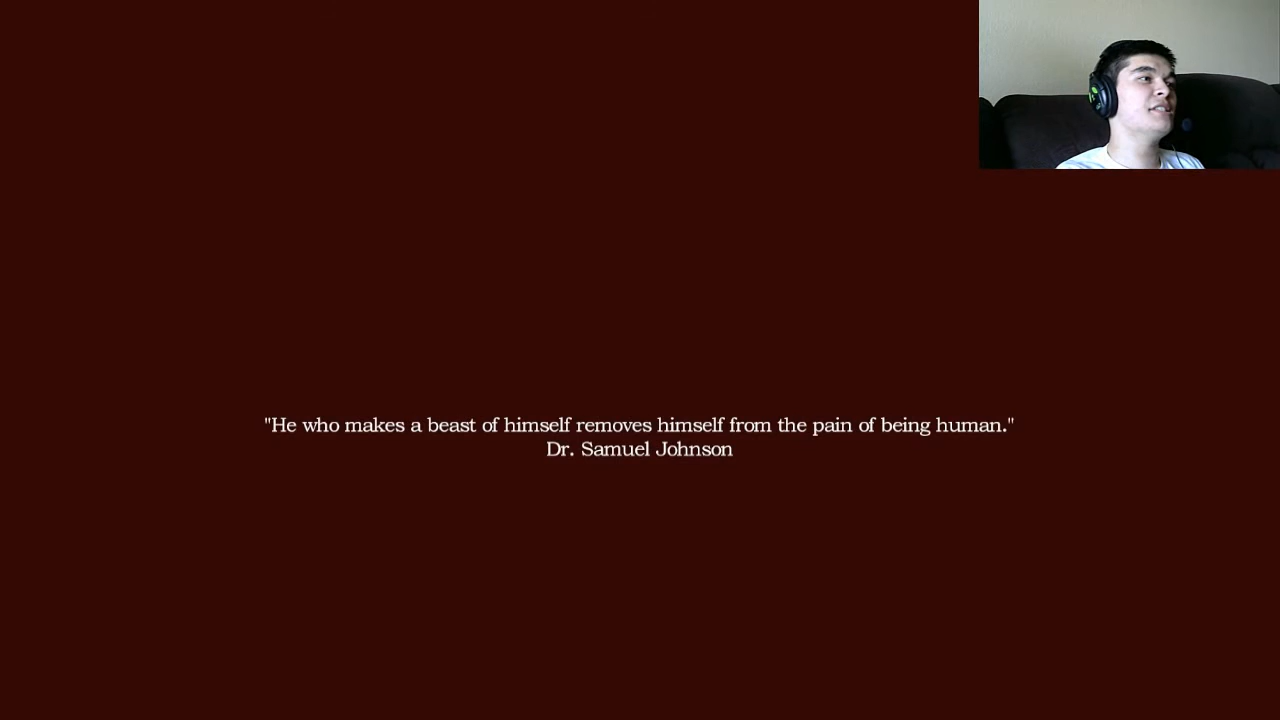 "He who makes a beast of himself removes himself from the pain of being human."
Dr. Samuel Johnson